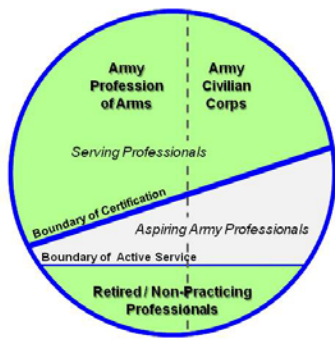 Army
Profession
of Arms
Army
Civilian
Corps
Serving Professionals
Boundary of Certification
Aspiring Army Professionals
Boundary of Active Service
Retired / Non-Practicing
Professionals